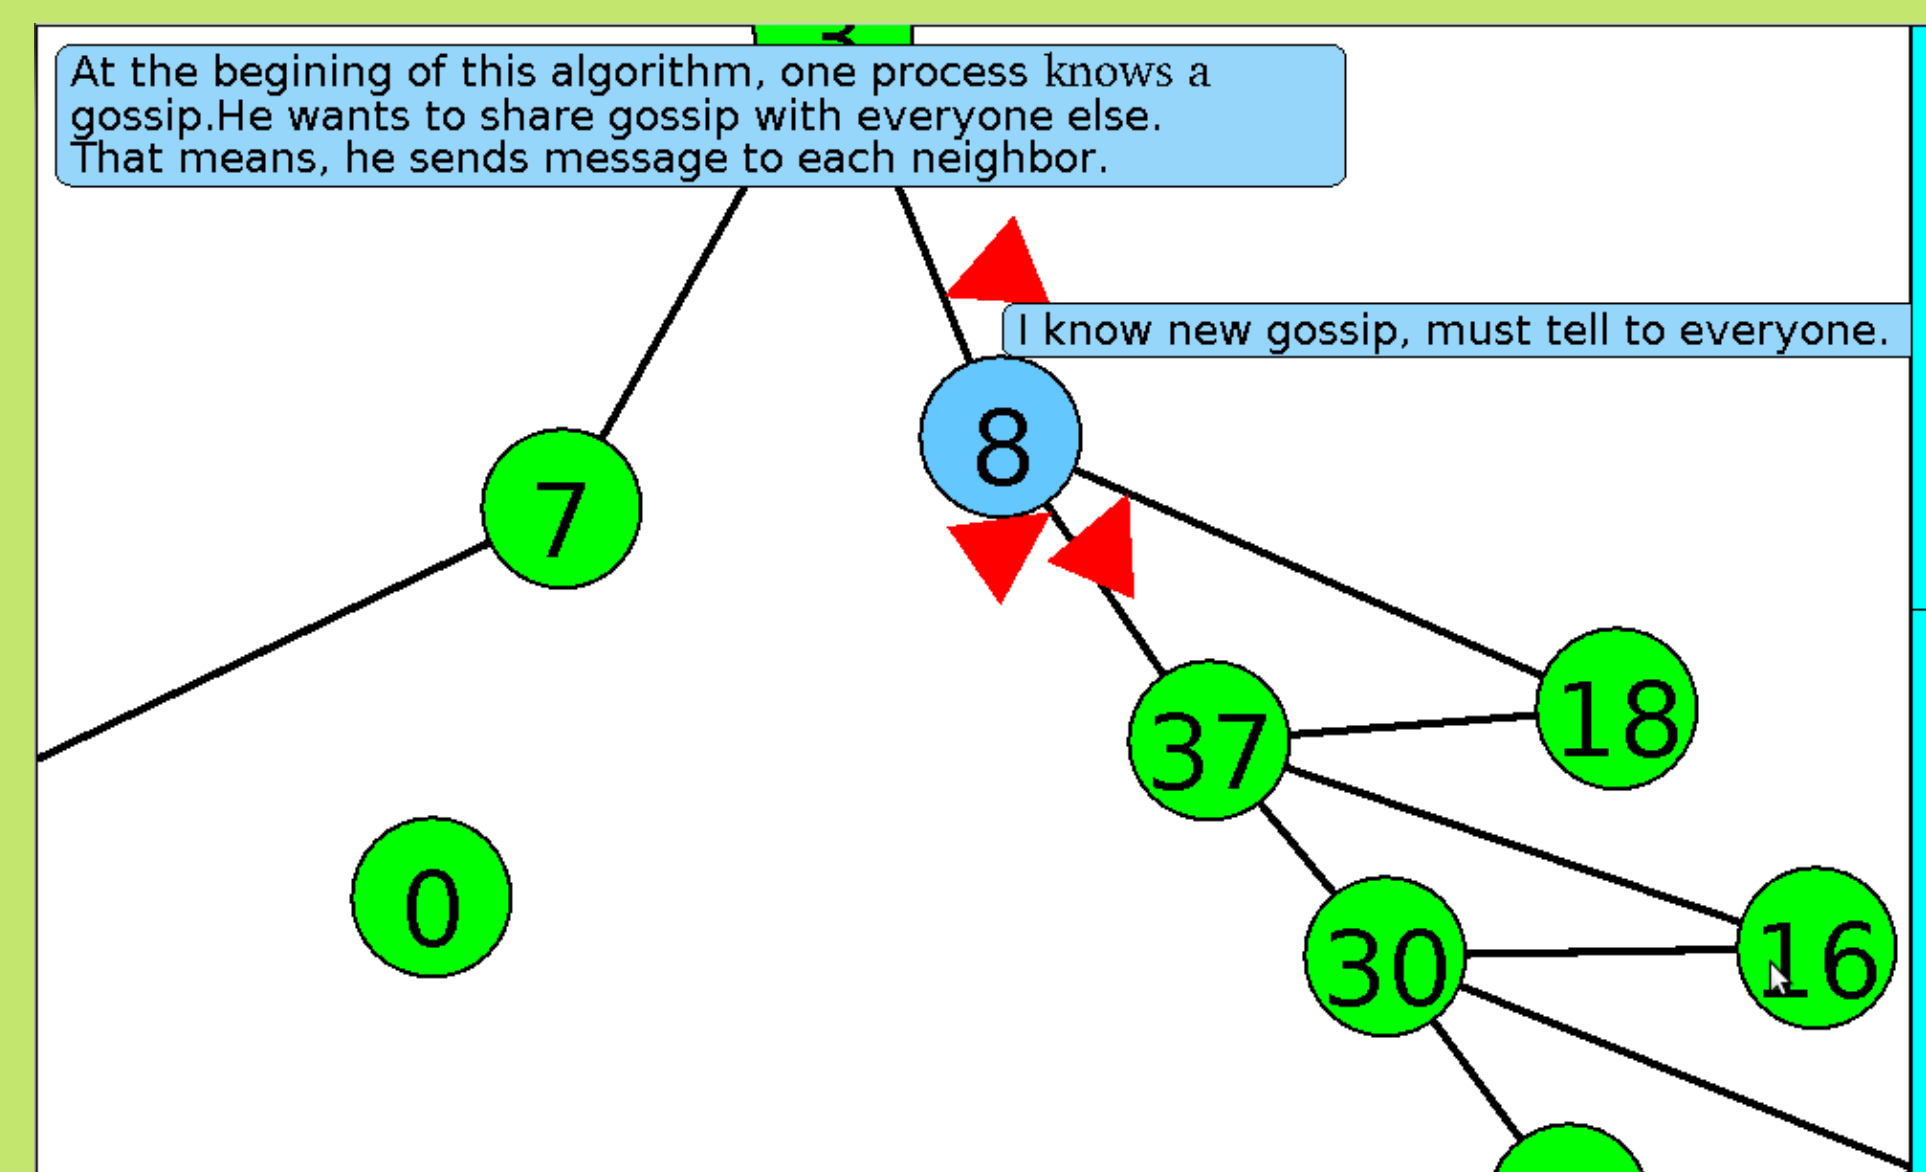 At the begining of this algorithm, one process knows a
gossip.He wants to share gossip with everyone else.
That means, he sends message to each neighbor.
I know new gossip, must tell to everyone.
8
7
37
18
0
30
16